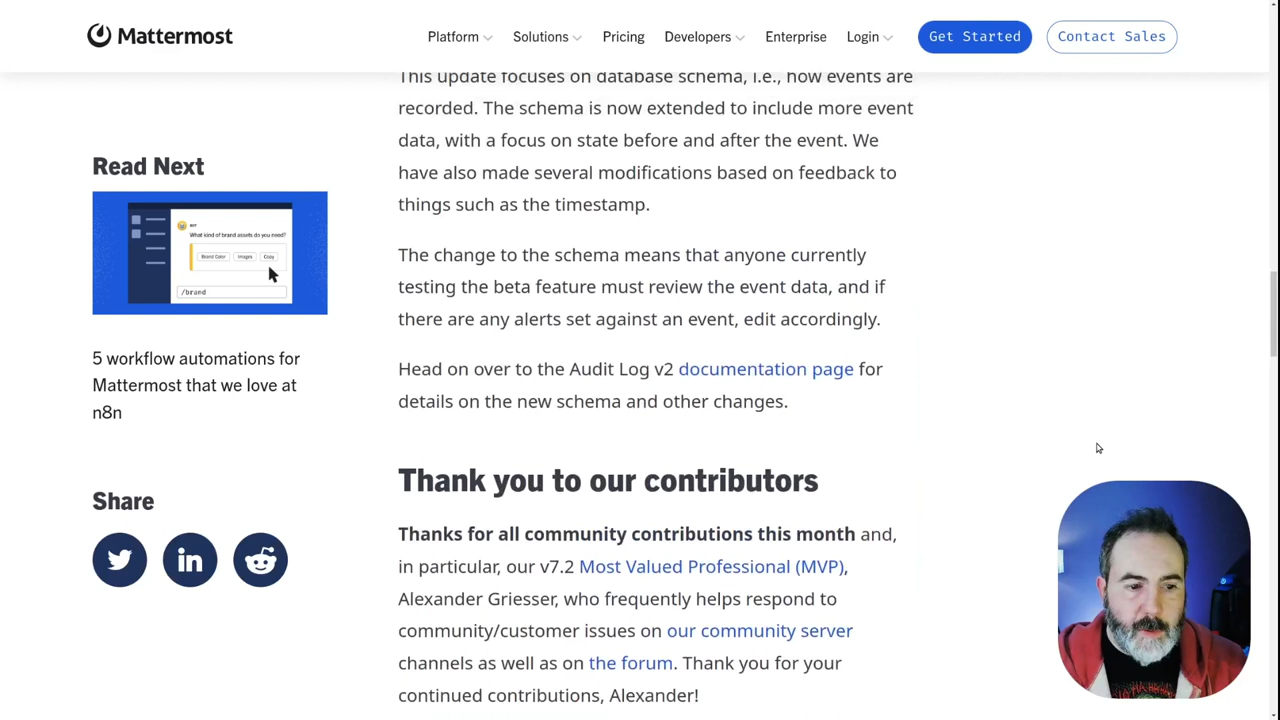 Mattermost
Platform
Solutions
Pricing
Developers
Enterprise
Login
Get Started
Contact Sales
Read Next
BOT
What kind of brand assets do you need?
Brand Color
Images
Copy
/brand
5 workflow automations for
Mattermost that we love at
n8n
Share
This update focuses on database schema, i.e., how events are
recorded. The schema is now extended to include more event
data, with a focus on state before and after the event. We
have also made several modifications based on feedback to
things such as the timestamp.
The change to the schema means that anyone currently
testing the beta feature must review the event data, and if
there are any alerts set against an event, edit accordingly.
Head on over to the Audit Log v2 documentation page for
details on the new schema and other changes.
Thank you to our contributors
Thanks for all community contributions this month and,
in particular, our v7.2 Most Valued Professional (MVP),
Alexander Griesser, who frequently helps respond to
community/customer issues on our community server
channels as well as on the forum. Thank you for your
continued contributions, Alexander!